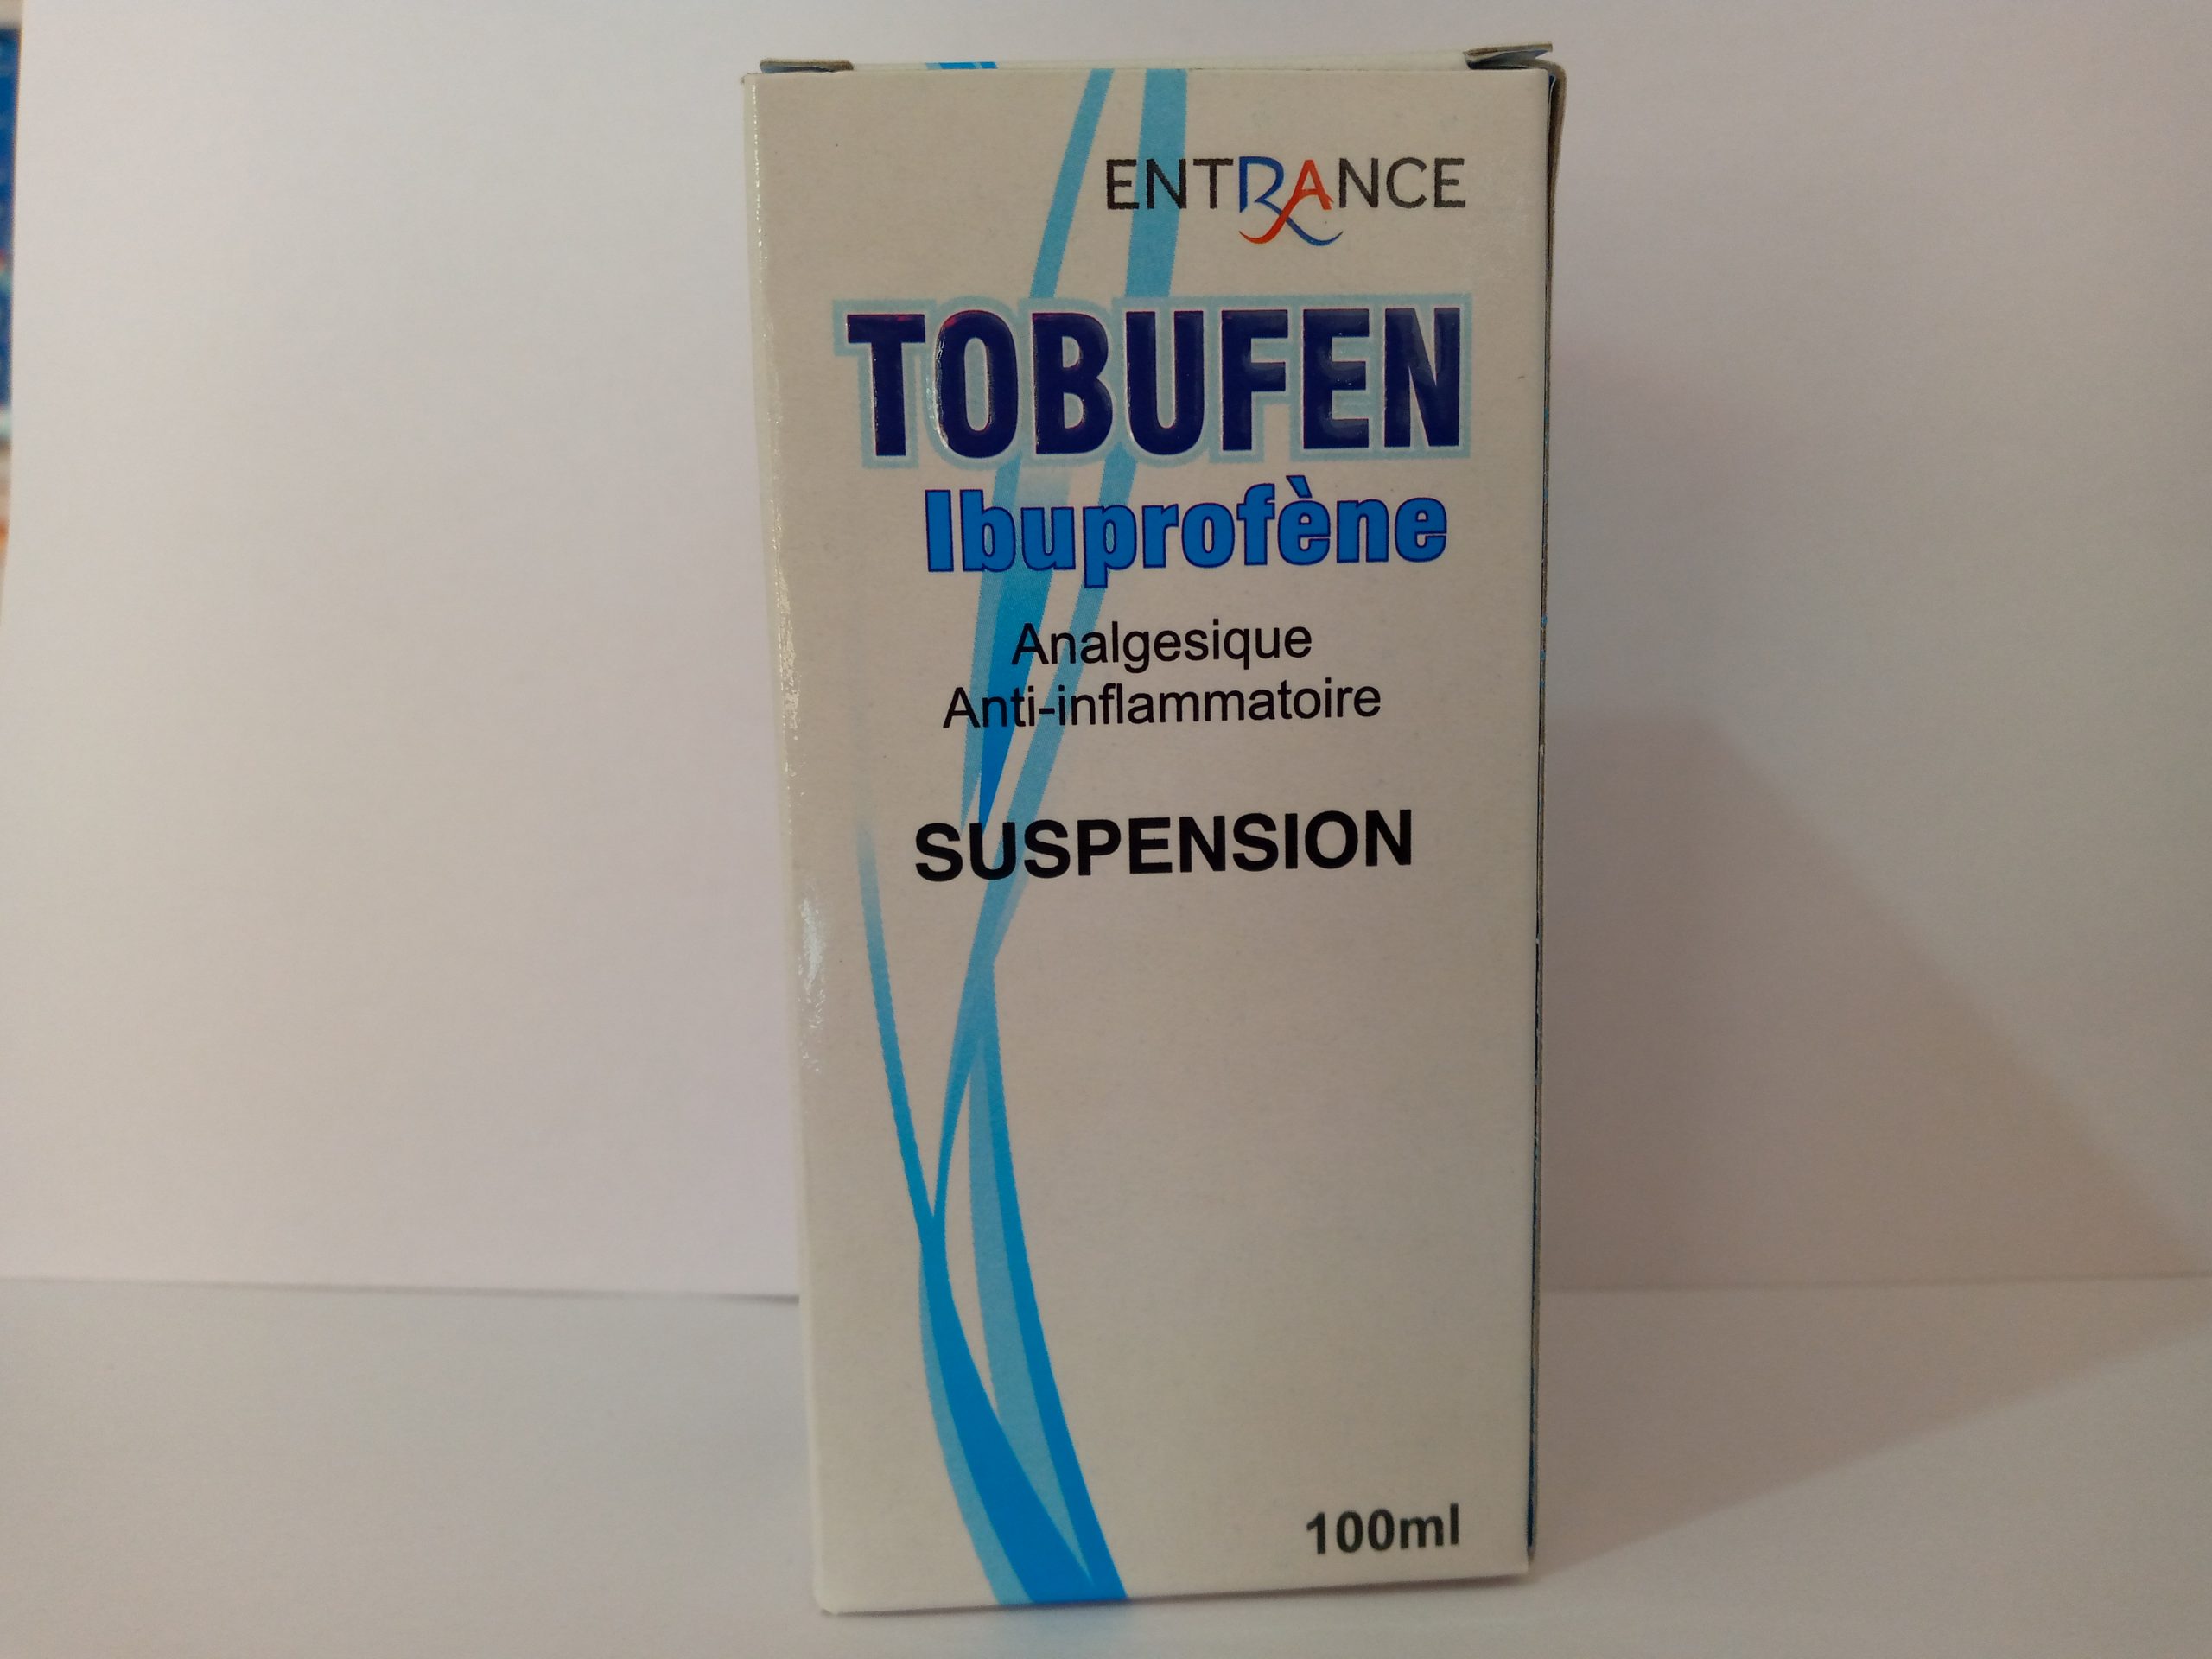 ENTRANCE
TOBUFEN
Ibuprofène
Analgesique
Anti-inflammatoire
SUSPENSION
100ml